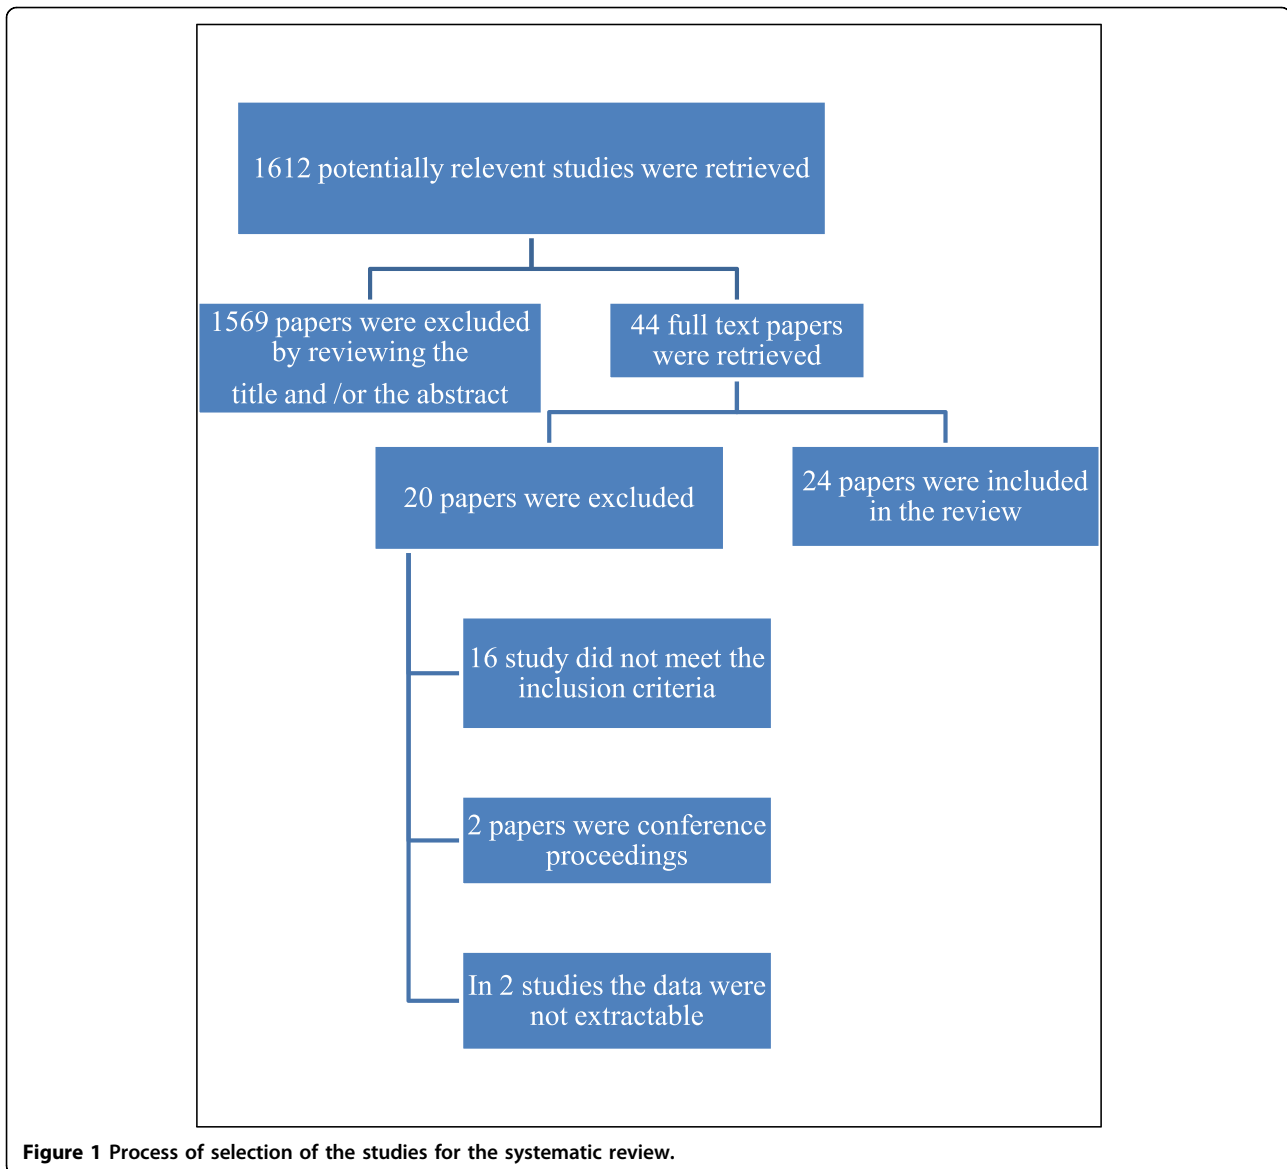 1612 potentially relevent studies were retrieved
1569 papers were excluded
by reviewing the
title and /or the abstract
44 full text papers
were retrieved
20 papers were excluded
24 papers were included
in the review
16 study did not meet the
inclusion criteria
2 papers were conference
proceedings
In 2 studies the data were
not extractable
Figure 1 Process of selection of the studies for the systematic review.